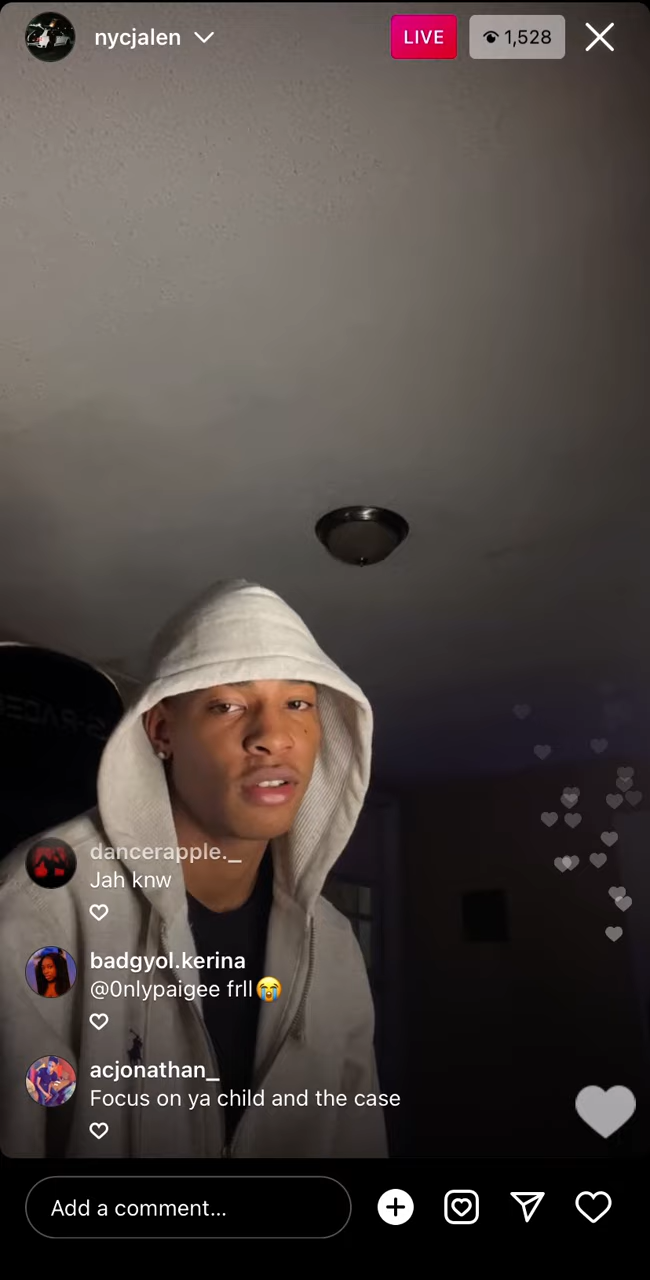 nycjalen
LIVE
1,528
dancerapple._
Jah knw
badgyol.kerina
@0nlypaigee frll😭
acjonathan_
Focus on ya child and the case
Add a comment...